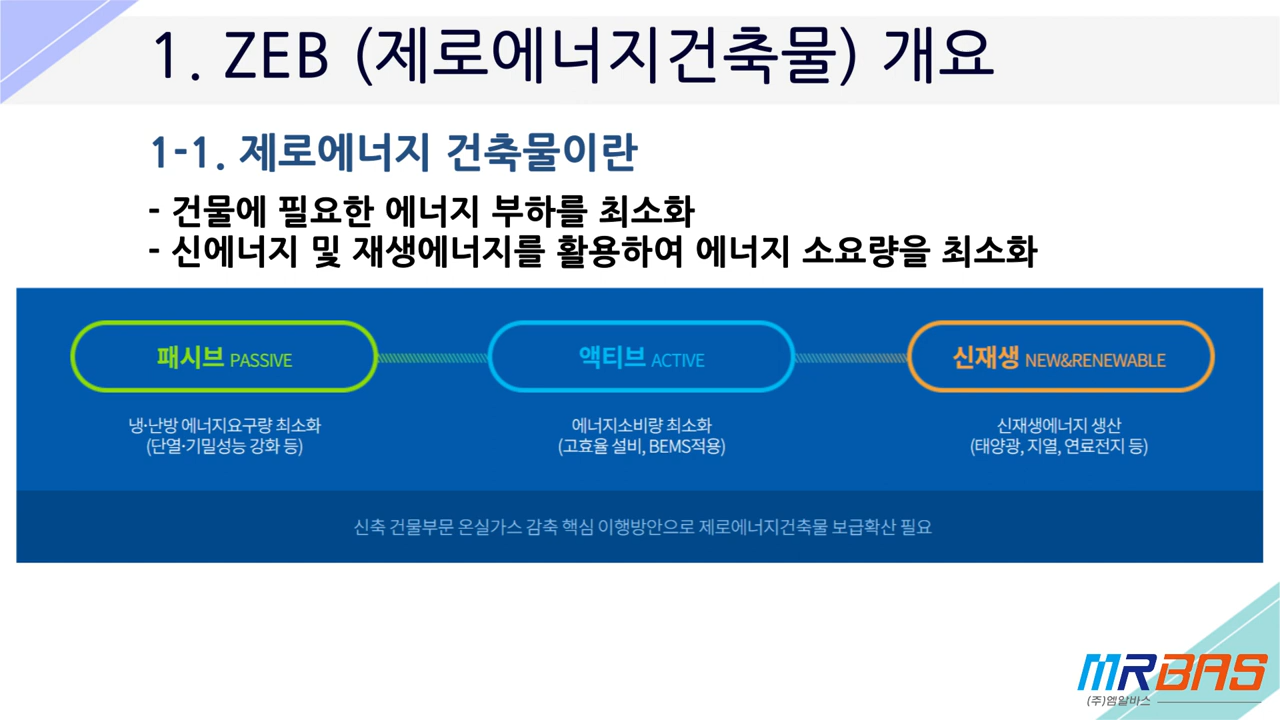 1. ZEB (제로에너지건축물) 개요
1-1. 제로에너지 건축물이란
- 건물에 필요한 에너지 부하를 최소화
- 신에너지 및 재생에너지를 활용하여 에너지 소요량을 최소화
패시브 PASSIVE
액티브 ACTIVE
신재생 NEW&RENEWABLE
냉·난방 에너지요구량 최소화
(단열·기밀성능 강화 등)
에너지소비량 최소화
(고효율 설비, BEMS적용)
신재생에너지 생산
(태양광, 지열, 연료전지 등)
신축 건물부문 온실가스 감축 핵심 이행방안으로 제로에너지건축물 보급확산 필요
MRBAS
(주)엠알바스